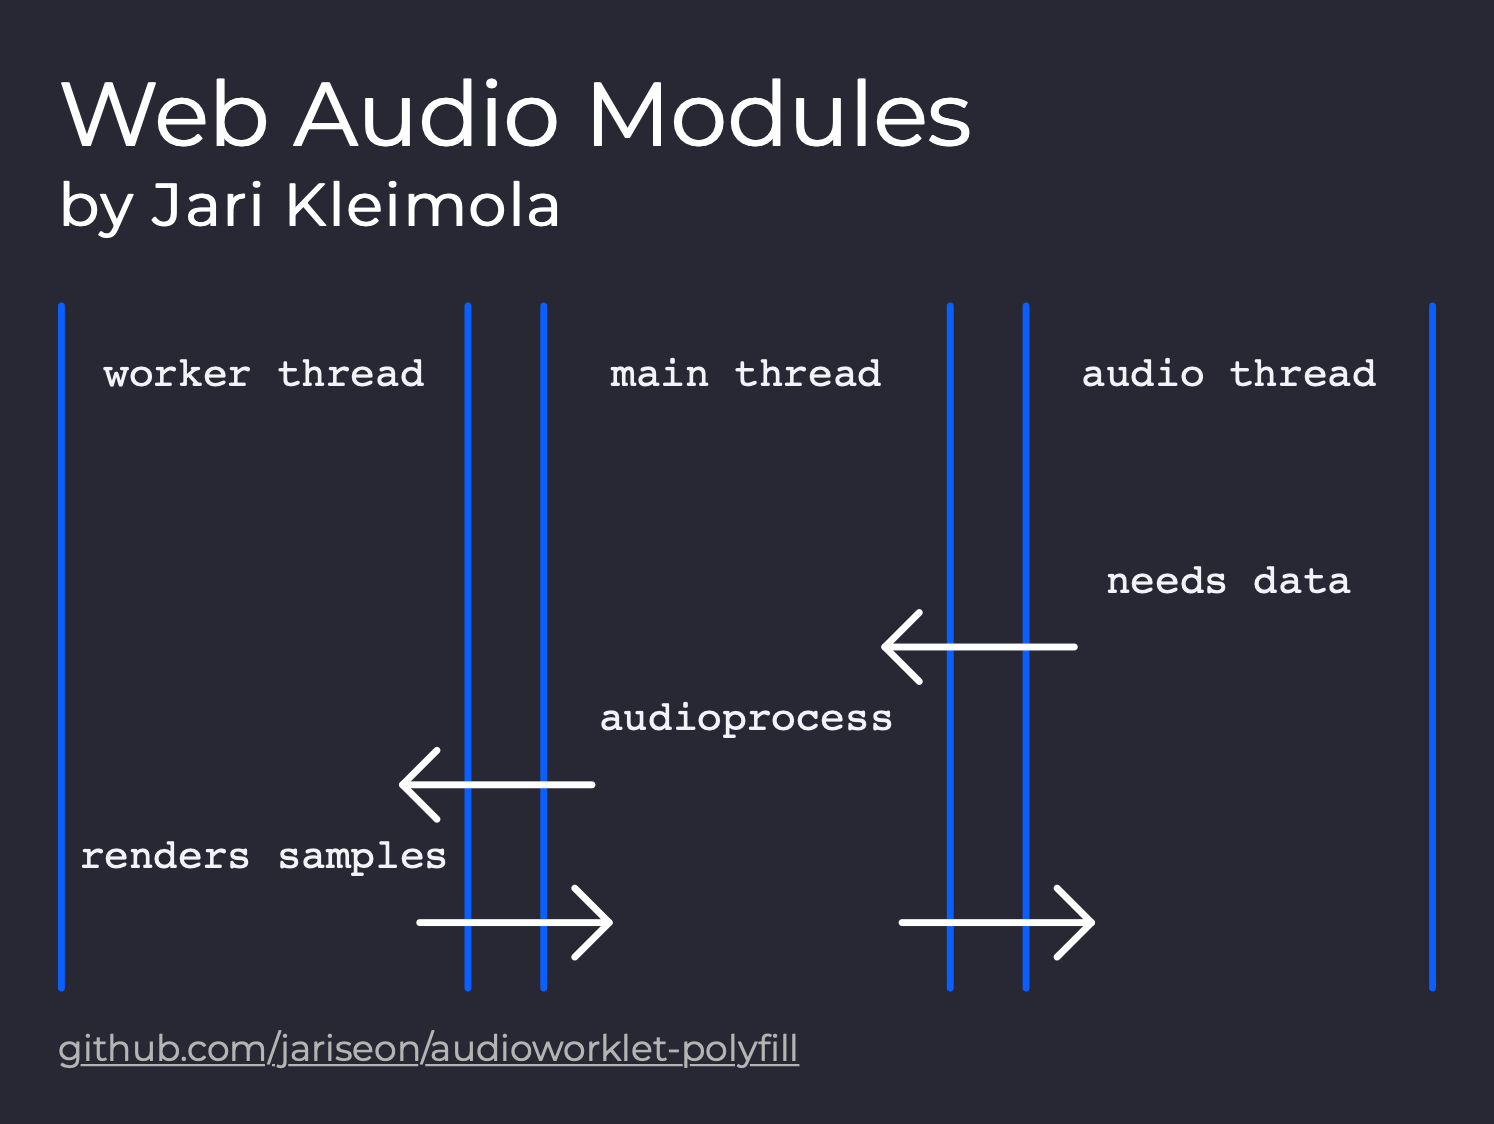 Web Audio Modules
by Jari Kleimola
worker thread
main thread
audio thread
needs data
audioprocess
renders samples
github.com/jariseon/audioworklet-polyfill